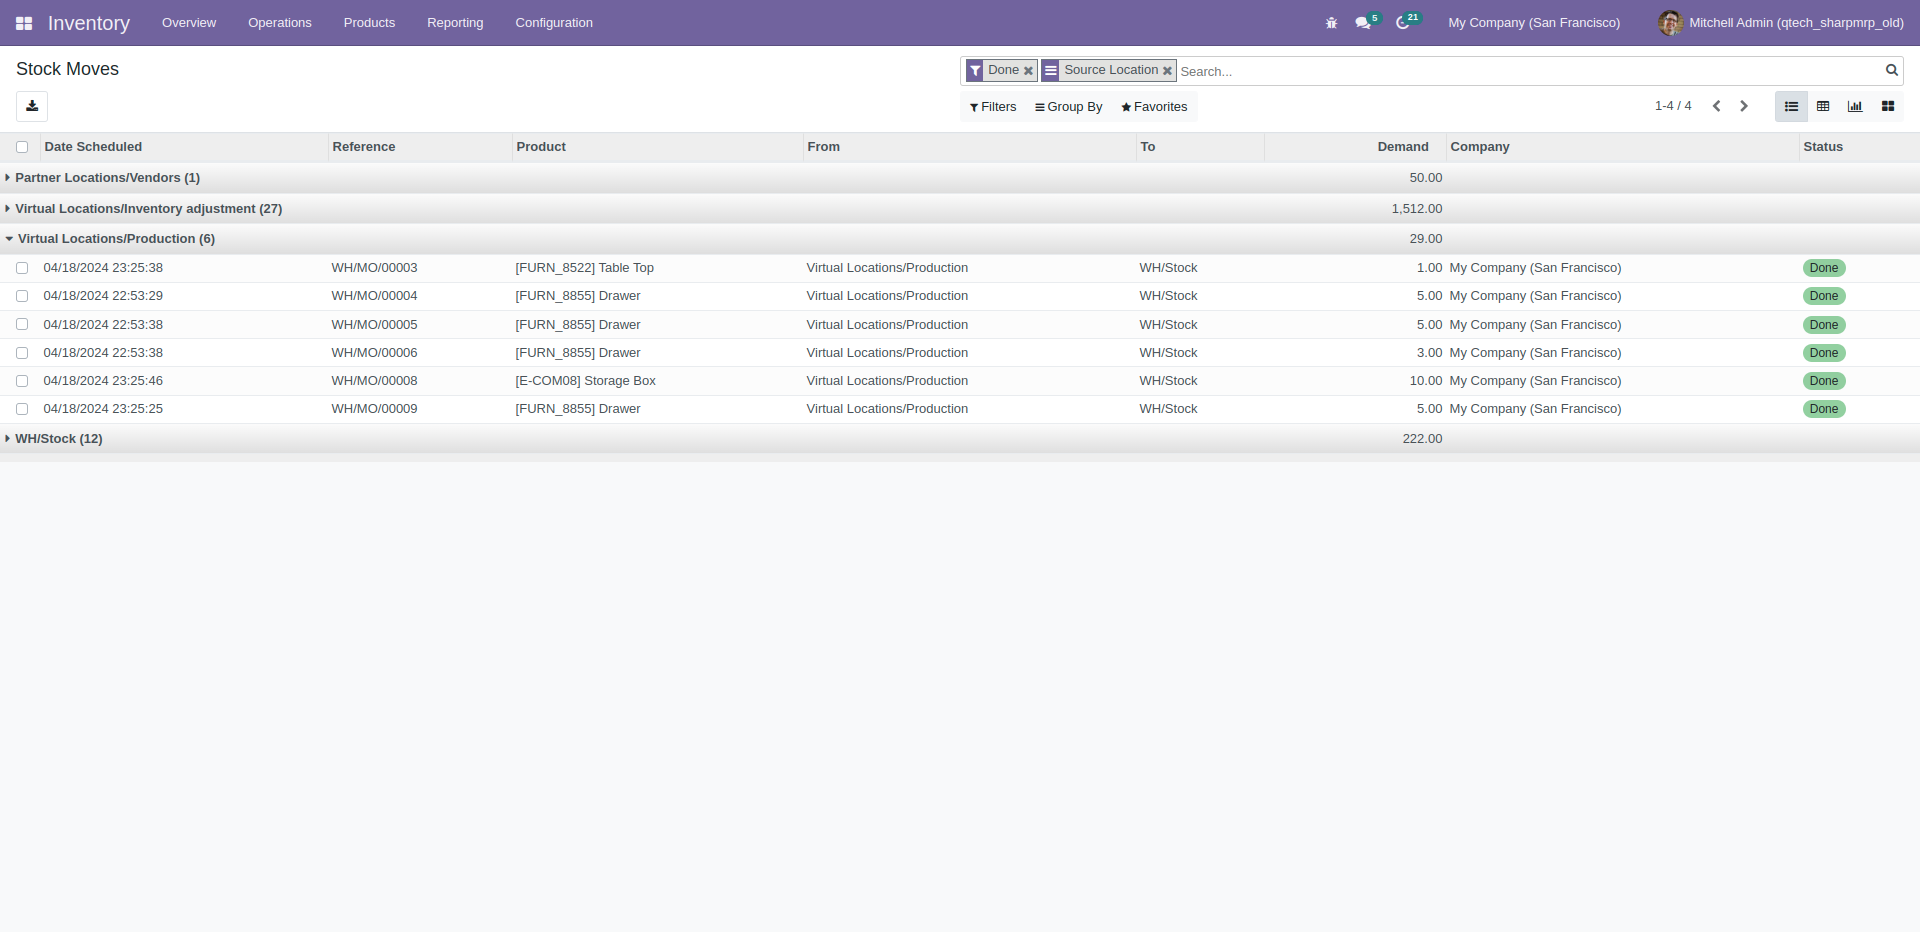 Inventory Overview Operations Products Reporting Configuration 5 21 My Company (San Francisco) Mitchell Admin (qtech_sharpmrp_old)
Stock Moves Done Source Location Search...
Filters Group By Favorites 1-4 / 4
Date Scheduled Reference Product From To Demand Company Status
Partner Locations/Vendors (1) 50.00
Virtual Locations/Inventory adjustment (27) 1,512.00
Virtual Locations/Production (6) 29.00
04/18/2024 23:25:38 WH/MO/00003 [FURN_8522] Table Top Virtual Locations/Production WH/Stock 1.00 My Company (San Francisco) Done
04/18/2024 22:53:29 WH/MO/00004 [FURN_8855] Drawer Virtual Locations/Production WH/Stock 5.00 My Company (San Francisco) Done
04/18/2024 22:53:38 WH/MO/00005 [FURN_8855] Drawer Virtual Locations/Production WH/Stock 5.00 My Company (San Francisco) Done
04/18/2024 22:53:38 WH/MO/00006 [FURN_8855] Drawer Virtual Locations/Production WH/Stock 3.00 My Company (San Francisco) Done
04/18/2024 23:25:46 WH/MO/00008 [E-COM08] Storage Box Virtual Locations/Production WH/Stock 10.00 My Company (San Francisco) Done
04/18/2024 23:25:25 WH/MO/00009 [FURN_8855] Drawer Virtual Locations/Production WH/Stock 5.00 My Company (San Francisco) Done
WH/Stock (12) 222.00